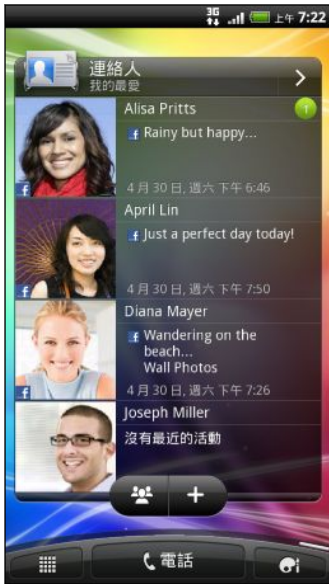 3G 上午 7:22
連絡人
我的最愛
Alisa Pritts
1
f Rainy but happy...
f
4 月 30 日, 週六 下午 6:46
April Lin
f Just a perfect day today!
f
4 月 30 日, 週六 下午 7:50
Diana Mayer
f Wandering on the
beach...
Wall Photos
f
4 月 30 日, 週六 下午 7:26
Joseph Miller
沒有最近的活動
電話